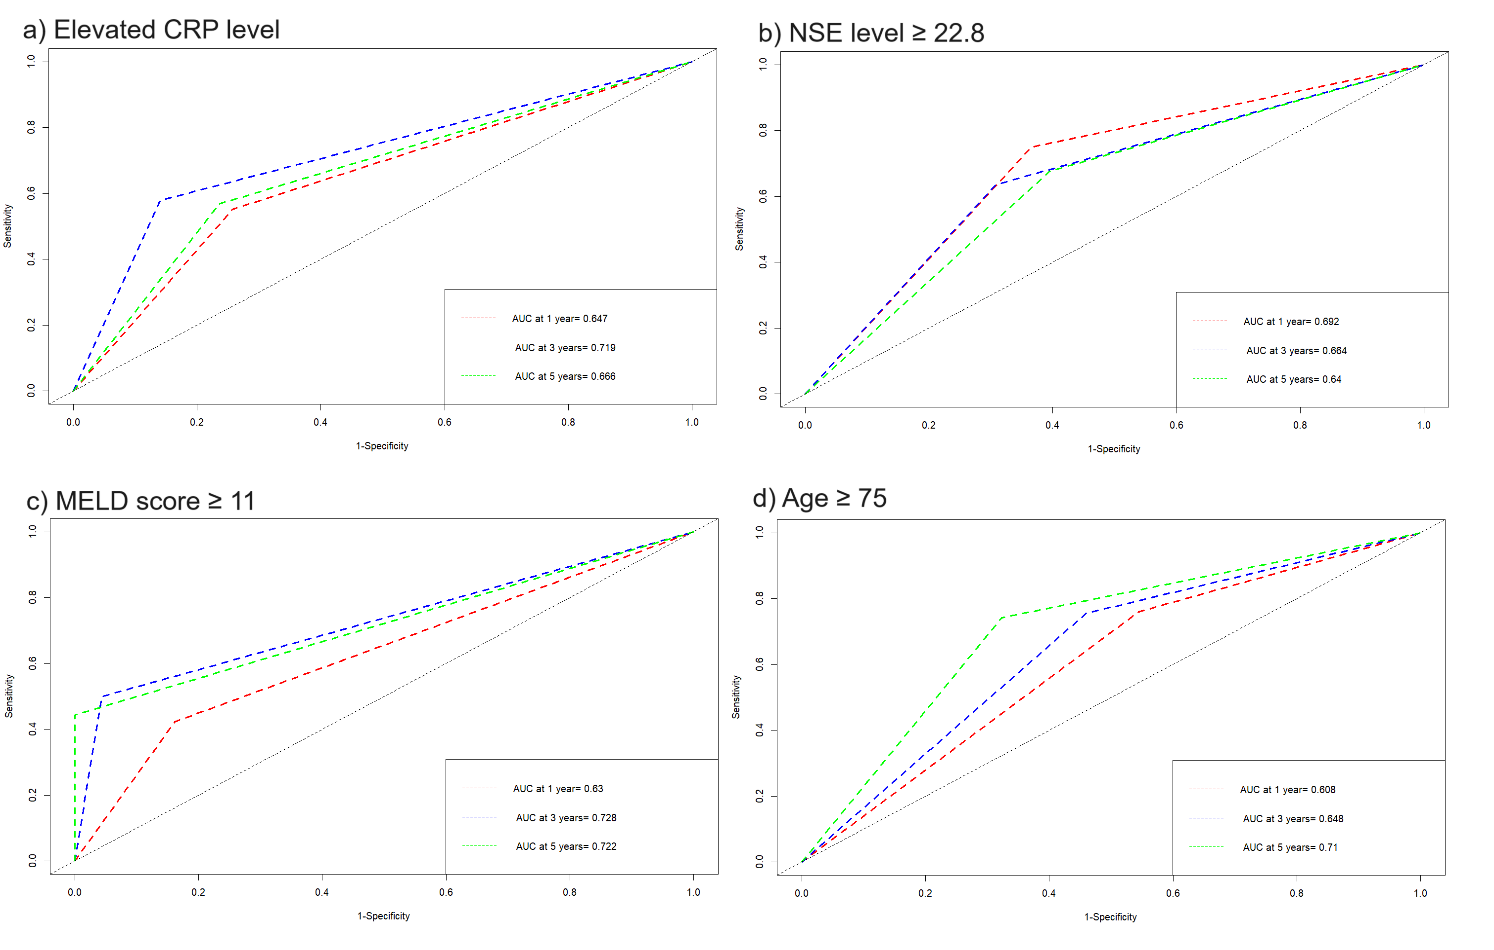 a) Elevated CRP level
1.0
0.8
0.6
0.4
0.2
0.0
Sensitivity
AUC at 1 year= 0.647
AUC at 3 years= 0.719
AUC at 5 years= 0.666
0.0 0.2 0.4 0.6 0.8 1.0
1-Specificity
b) NSE level ≥ 22.8
1.0
0.8
0.6
0.4
0.2
0.0
Sensitivity
AUC at 1 year= 0.692
AUC at 3 years= 0.664
AUC at 5 years= 0.64
0.0 0.2 0.4 0.6 0.8 1.0
1-Specificity
c) MELD score ≥ 11
1.0
0.8
0.6
0.4
0.2
0.0
Sensitivity
AUC at 1 year= 0.63
AUC at 3 years= 0.728
AUC at 5 years= 0.722
0.0 0.2 0.4 0.6 0.8 1.0
1-Specificity
d) Age ≥ 75
1.0
0.8
0.6
0.4
0.2
0.0
Sensitivity
AUC at 1 year= 0.608
AUC at 3 years= 0.648
AUC at 5 years= 0.71
0.0 0.2 0.4 0.6 0.8 1.0
1-Specificity